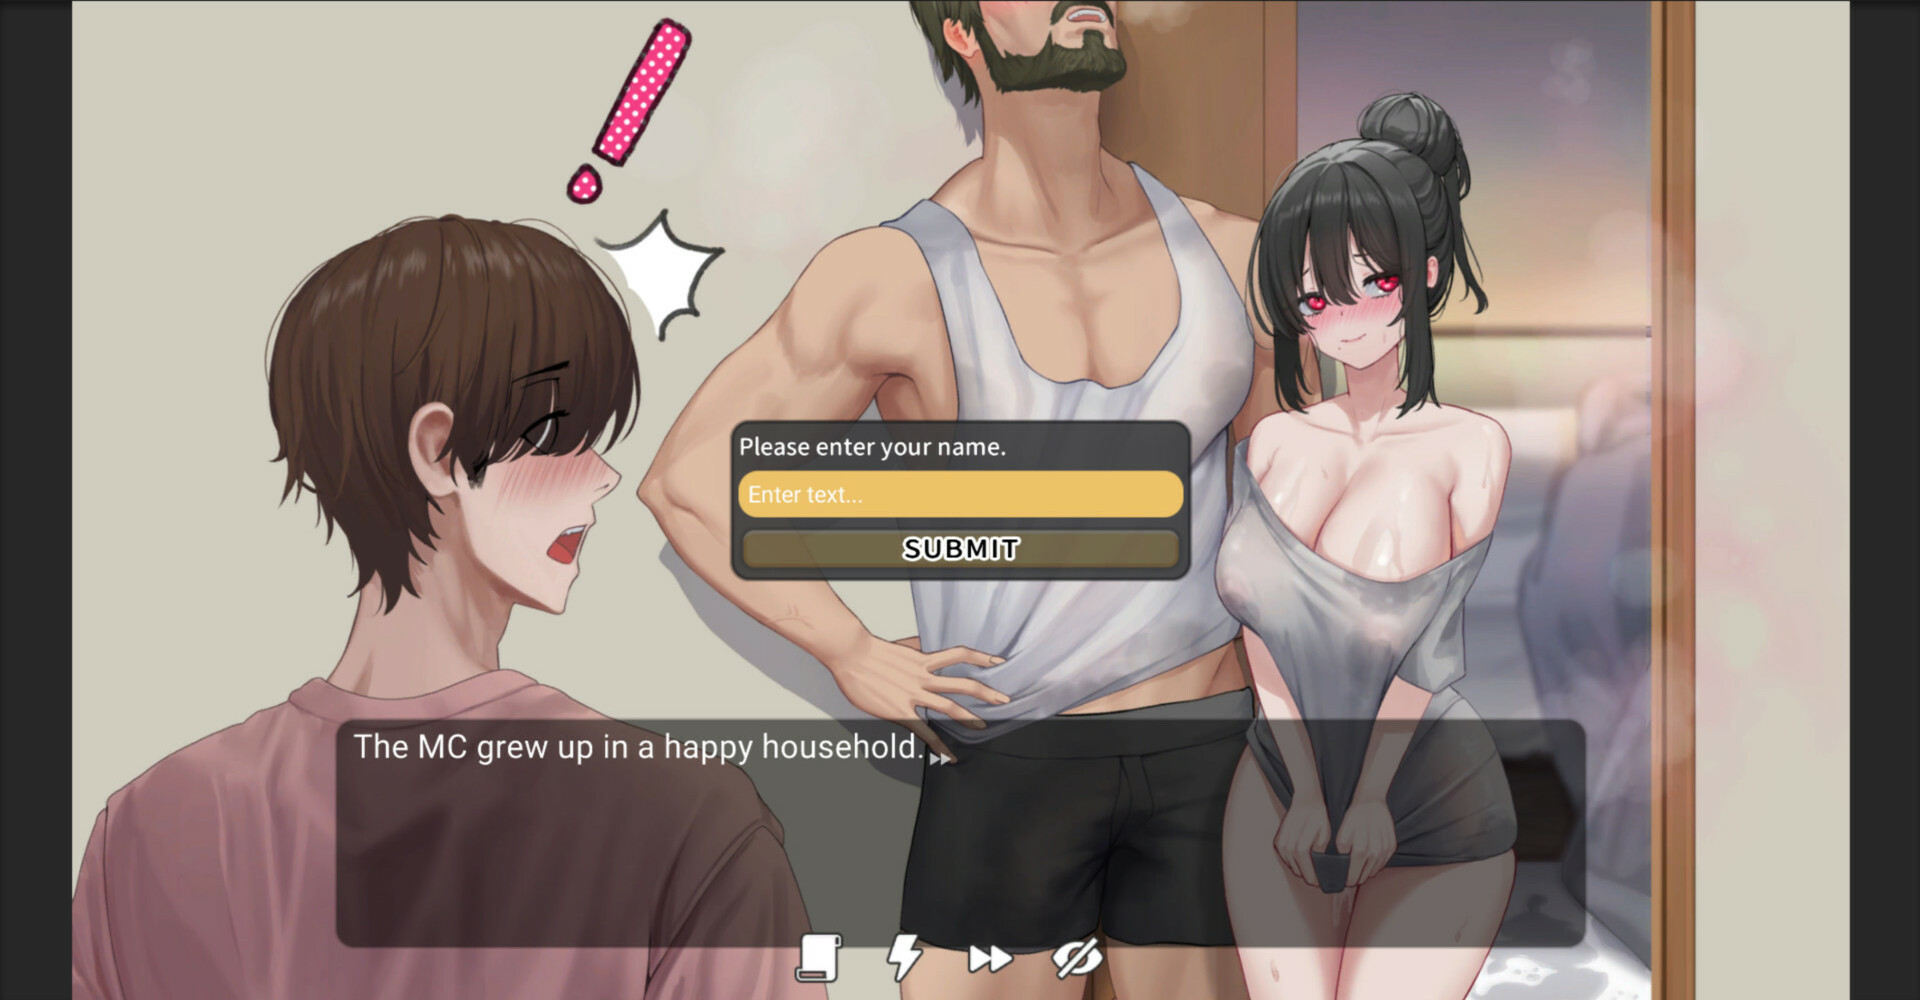 Please enter your name.
Enter text...
SUBMIT
The MC grew up in a happy household.